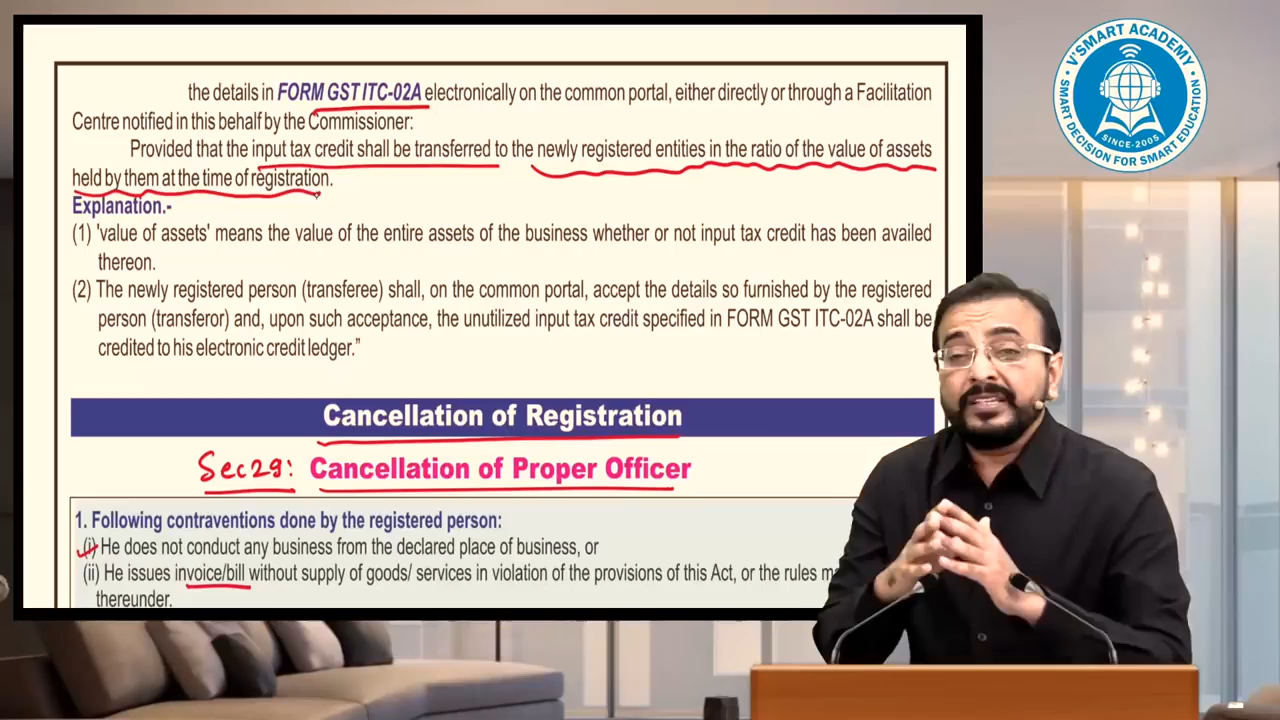 the details in FORM GST ITC-02A electronically on the common portal, either directly or through a Facilitation
Centre notified in this behalf by the Commissioner:
Provided that the input tax credit shall be transferred to the newly registered entities in the ratio of the value of assets
held by them at the time of registration.
Explanation.-
(1) 'value of assets' means the value of the entire assets of the business whether or not input tax credit has been availed
thereon.
(2) The newly registered person (transferee) shall, on the common portal, accept the details so furnished by the registered
person (transferor) and, upon such acceptance, the unutilized input tax credit specified in FORM GST ITC-02A shall be
credited to his electronic credit ledger.”
Cancellation of Registration
Sec 29: Cancellation of Proper Officer
1. Following contraventions done by the registered person:
(i) He does not conduct any business from the declared place of business, or
(ii) He issues invoice/bill without supply of goods/ services in violation of the provisions of this Act, or the rules
thereunder.
V'SMART ACADEMY
SINCE-2005
SMART DECISION FOR SMART EDUCATION